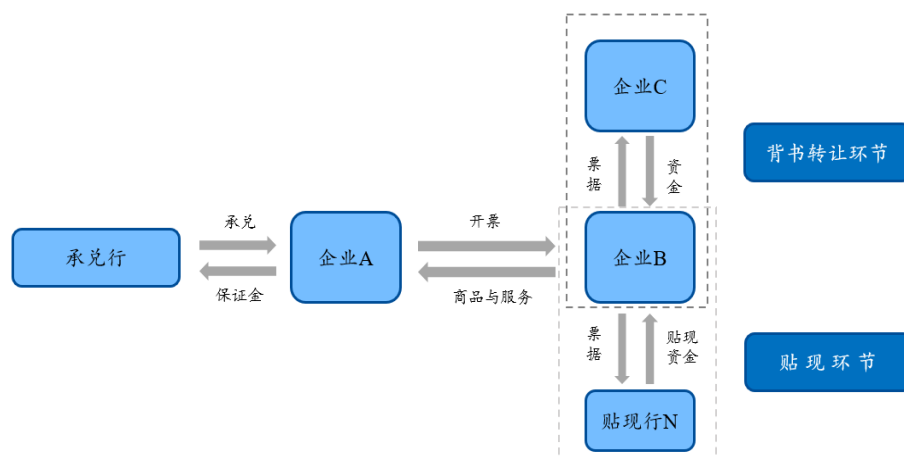 企业C
背书转让环节
票
据
资
金
承兑
开票
承兑行
企业A
企业B
保证金
商品与服务
票
据
贴现
资金
贴现环节
贴现行N